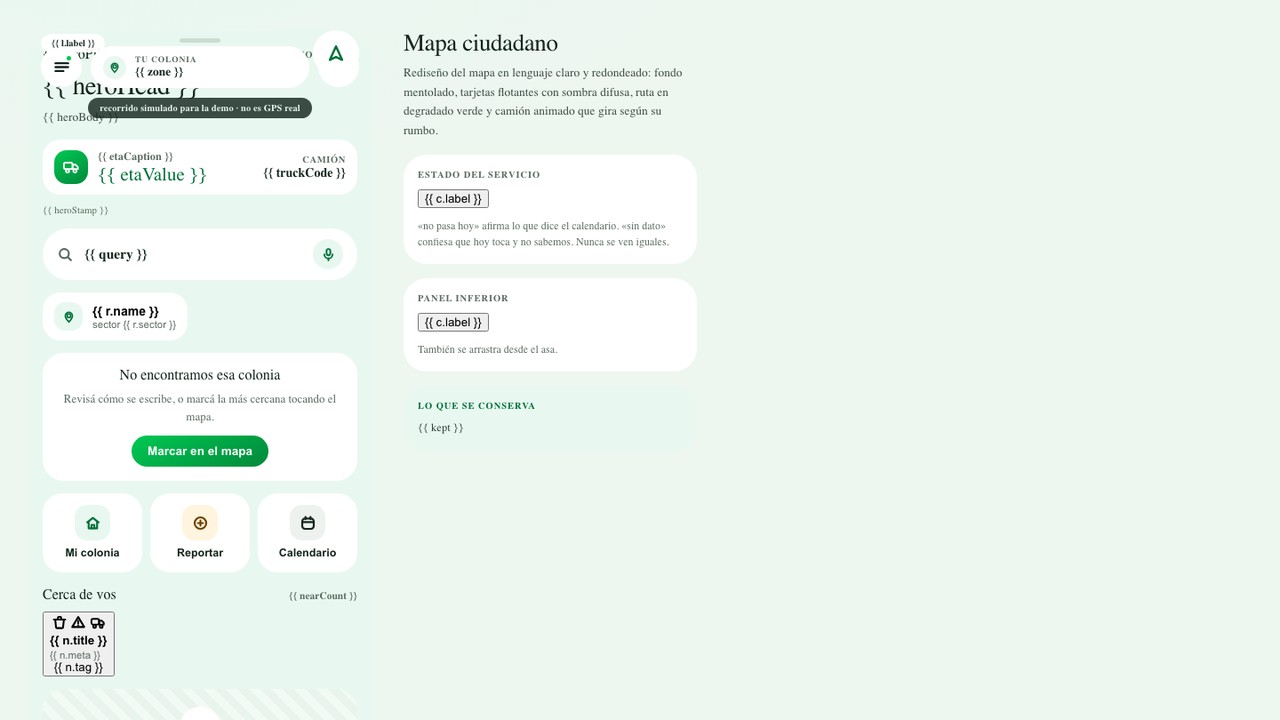 {{ l.label }}
TU COLONIA
{{ zone }}
{{ heroHead }}
recorrido simulado para la demo · no es GPS real
{{ heroBody }}
{{ etaCaption }}
{{ etaValue }}
CAMIÓN
{{ truckCode }}
{{ heroStamp }}
{{ query }}
{{ r.name }}
sector {{ r.sector }}
No encontramos esa colonia
Revisá cómo se escribe, o marcá la más cercana tocando el
mapa.
Marcar en el mapa
Mi colonia
Reportar
Calendario
Cerca de vos
{{ nearCount }}
{{ n.title }}
{{ n.meta }}
{{ n.tag }}
Mapa ciudadano
Rediseño del mapa en lenguaje claro y redondeado: fondo
mentolado, tarjetas flotantes con sombra difusa, ruta en
degradado verde y camión animado que gira según su
rumbo.
ESTADO DEL SERVICIO
{{ c.label }}
«no pasa hoy» afirma lo que dice el calendario. «sin dato»
confiesa que hoy toca y no sabemos. Nunca se ven iguales.
PANEL INFERIOR
{{ c.label }}
También se arrastra desde el asa.
LO QUE SE CONSERVA
{{ kept }}